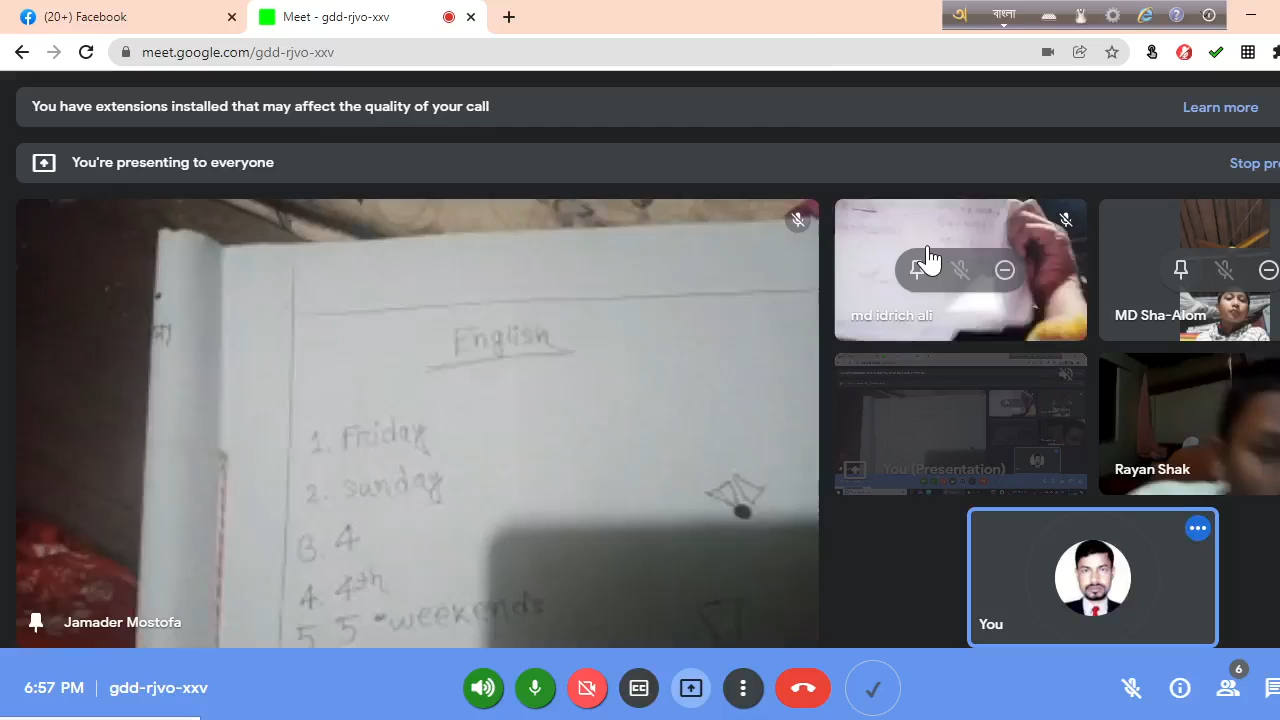 (20+) Facebook
Meet - gdd-rjvo-xxv
অ
বাংলা
meet.google.com/gdd-rjvo-xxv
You have extensions installed that may affect the quality of your call
Learn more
You're presenting to everyone
Stop pre
English
1. Friday
2. sunday
3. 4
4. 4th
5. 5 weekends
Jamader Mostofa
md idrich ali
MD Sha-Alom
You (Presentation)
Rayan Shak
You
6:57 PM | gdd-rjvo-xxv
CC
6